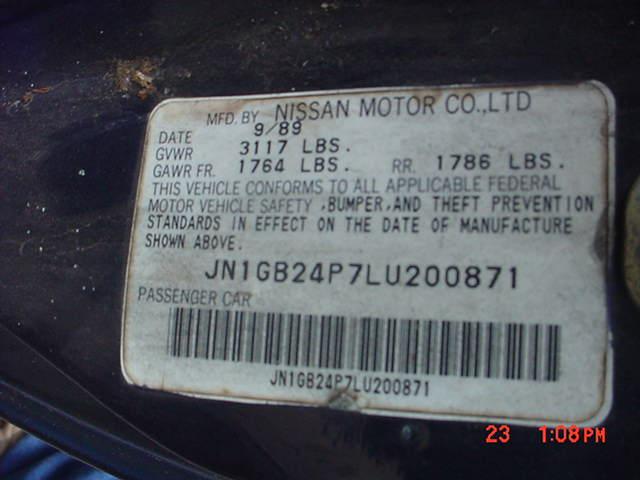 MFD. BY NISSAN MOTOR CO.,LTD
DATE 9/89
GVWR 3117 LBS.
GAWR FR. 1764 LBS. RR. 1786 LBS.
THIS VEHICLE CONFORMS TO ALL APPLICABLE FEDERAL
MOTOR VEHICLE SAFETY ,BUMPER,AND THEFT PREVENTION
STANDARDS IN EFFECT ON THE DATE OF MANUFACTURE
SHOWN ABOVE.
JN1GB24P7LU200871
PASSENGER CAR
JN1GB24P7LU200871
23 1:08PM